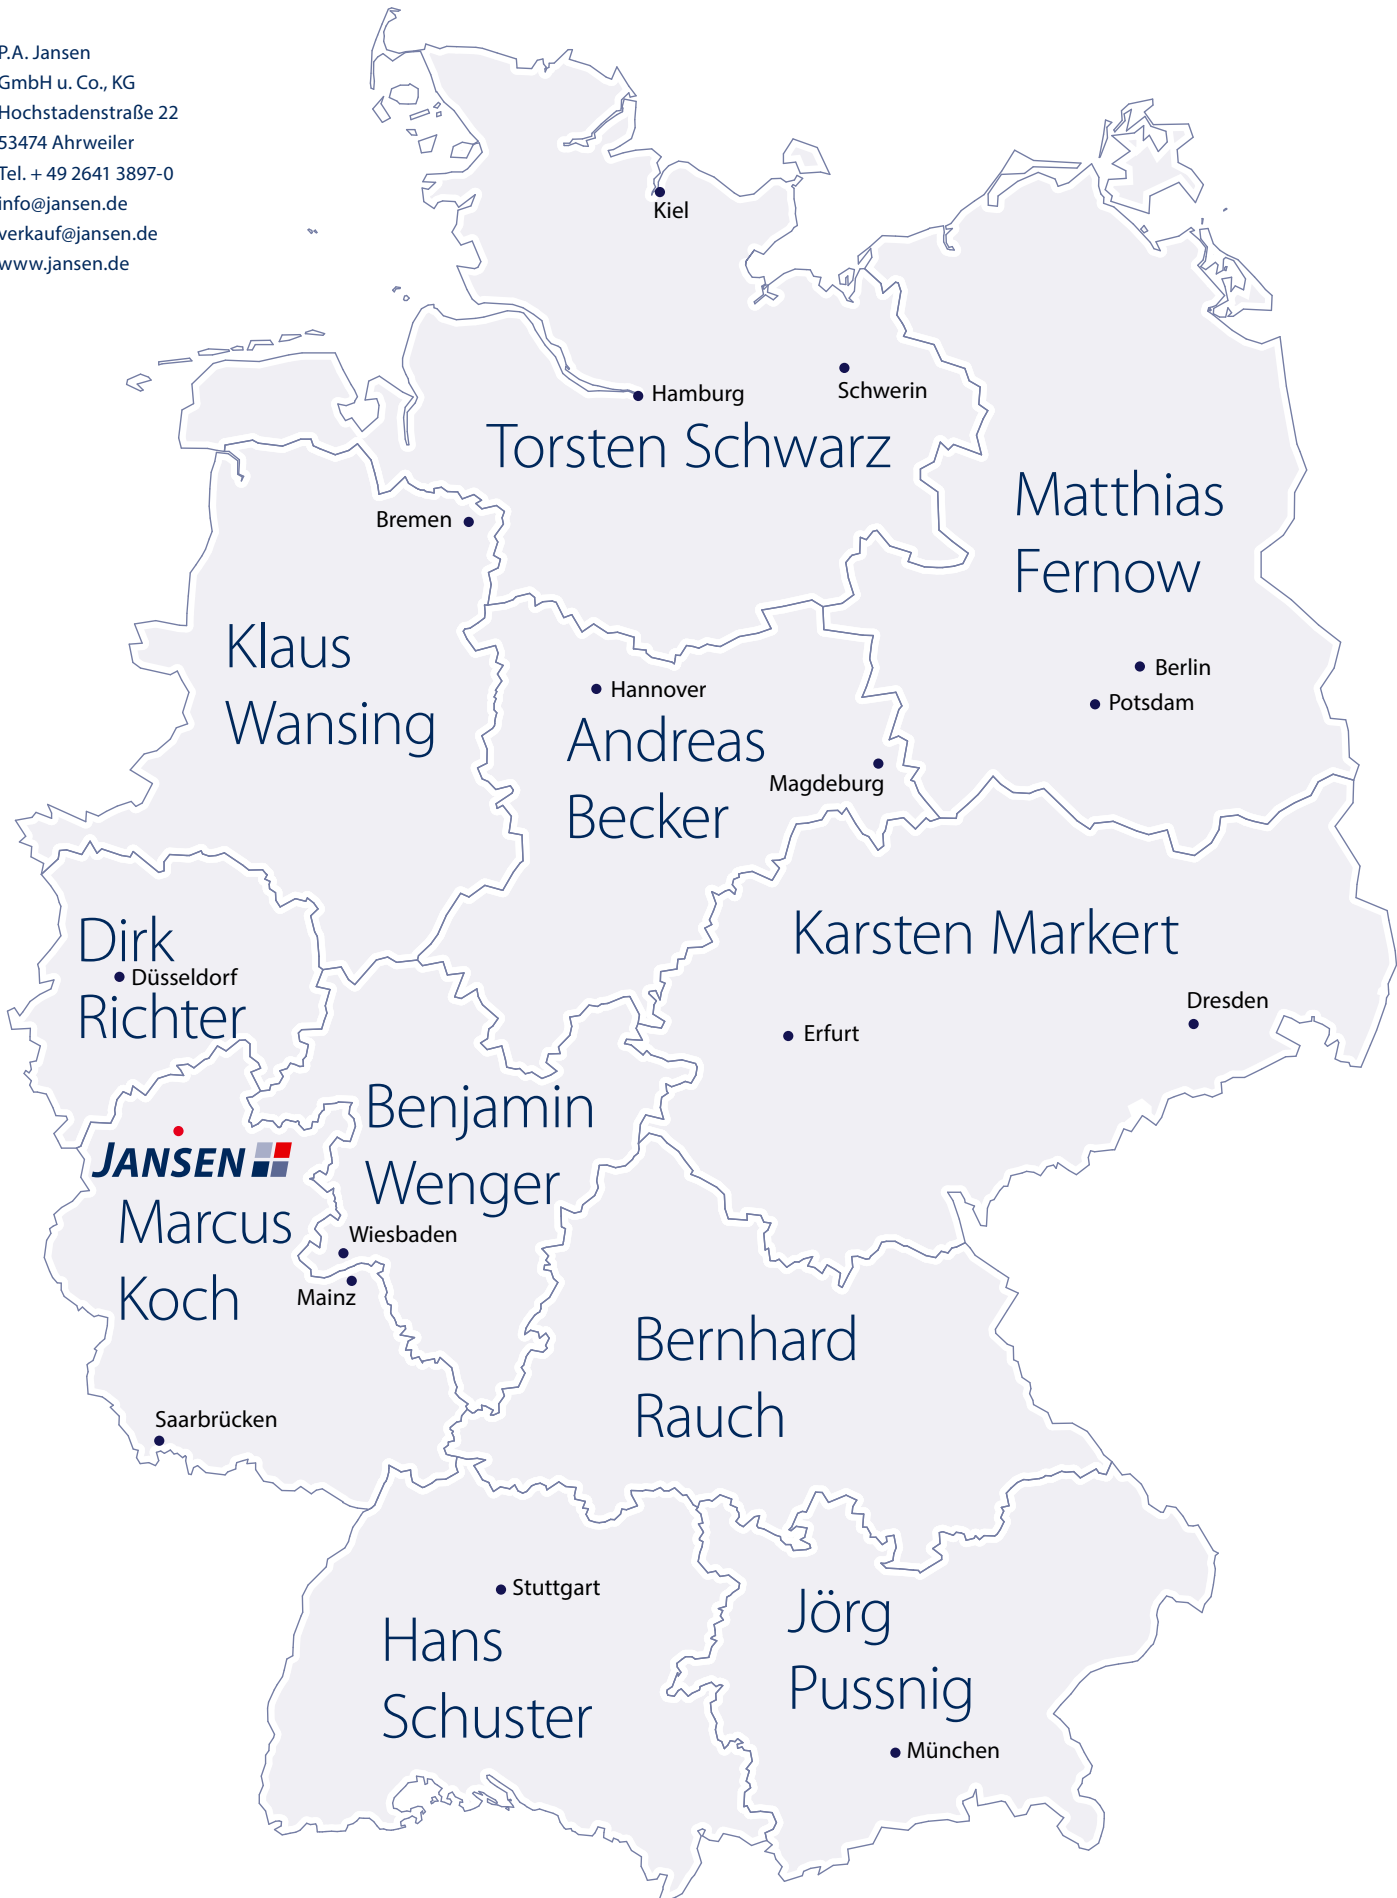 P.A. Jansen
GmbH u. Co., KG
Hochstadenstraße 22
53474 Ahrweiler
Tel. + 49 2641 3897-0
info@jansen.de
verkauf@jansen.de
www.jansen.de
Kiel
Hamburg
Schwerin
Torsten Schwarz
Matthias
Fernow
Bremen
Klaus
Wansing
Berlin
Potsdam
Hannover
Andreas
Becker
Magdeburg
Dirk
Düsseldorf
Richter
Karsten Markert
Dresden
Erfurt
Benjamin
Wenger
JANSEN
Marcus
Koch
Wiesbaden
Mainz
Bernhard
Rauch
Saarbrücken
Stuttgart
Hans
Schuster
Jörg
Pussnig
München